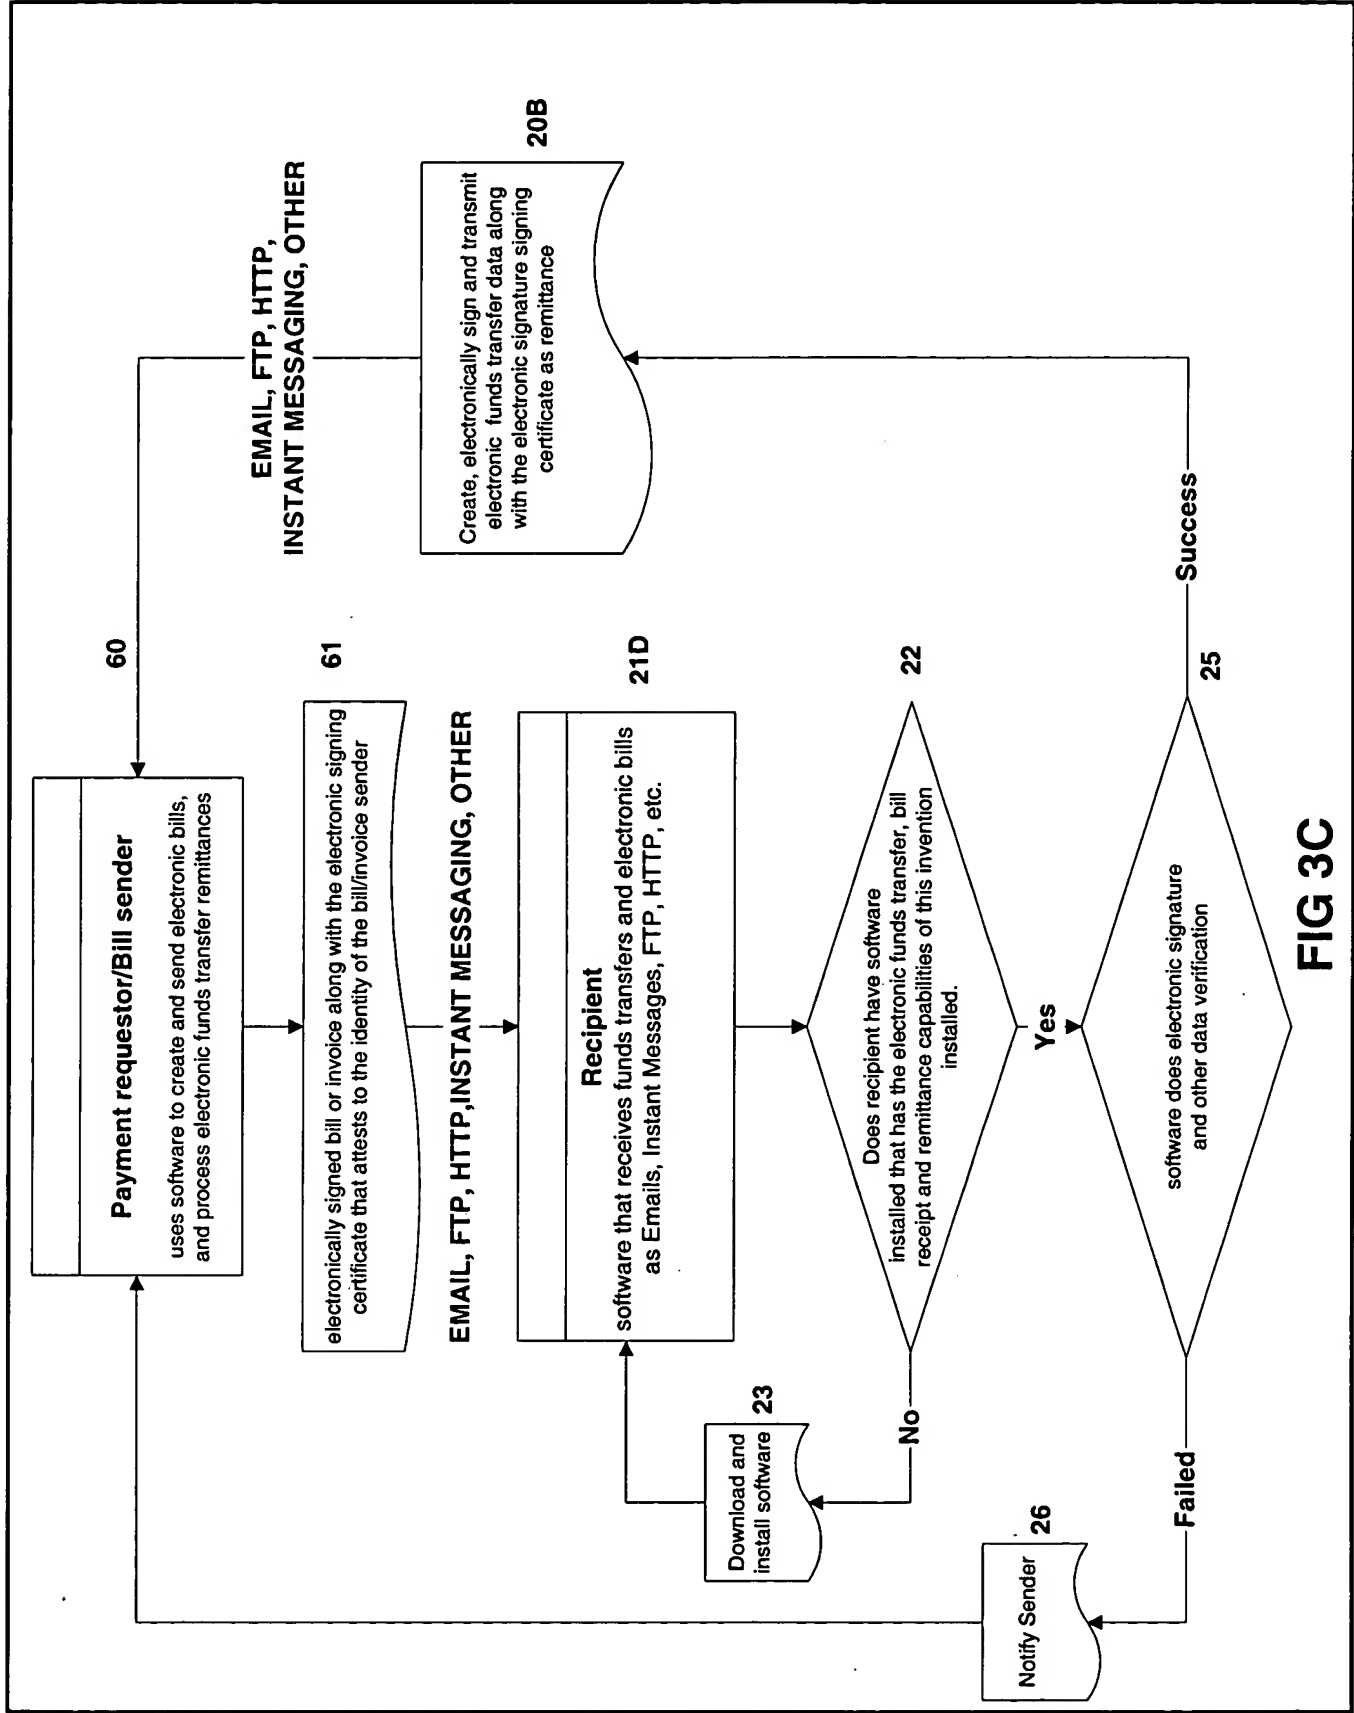 60
Payment requestor/Bill sender
uses software to create and send electronic bills,
and process electronic funds transfer remittances
EMAIL, FTP, HTTP,
INSTANT MESSAGING, OTHER
61
electronically signed bill or invoice along with the electronic signing
certificate that attests to the identity of the bill/invoice sender
EMAIL, FTP, HTTP,INSTANT MESSAGING, OTHER
20B
Create, electronically sign and transmit
electronic funds transfer data along
with the electronic signature signing
certificate as remittance
21D
Recipient
software that receives funds transfers and electronic bills
as Emails, Instant Messages, FTP, HTTP, etc.
23
Download and
install software
22
Does recipient have software
installed that has the electronic funds transfer, bill
receipt and remittance capabilities of this invention
installed.
No
Yes
26
Notify Sender
25
software does electronic signature
and other data verification
Failed
Success
FIG 3C